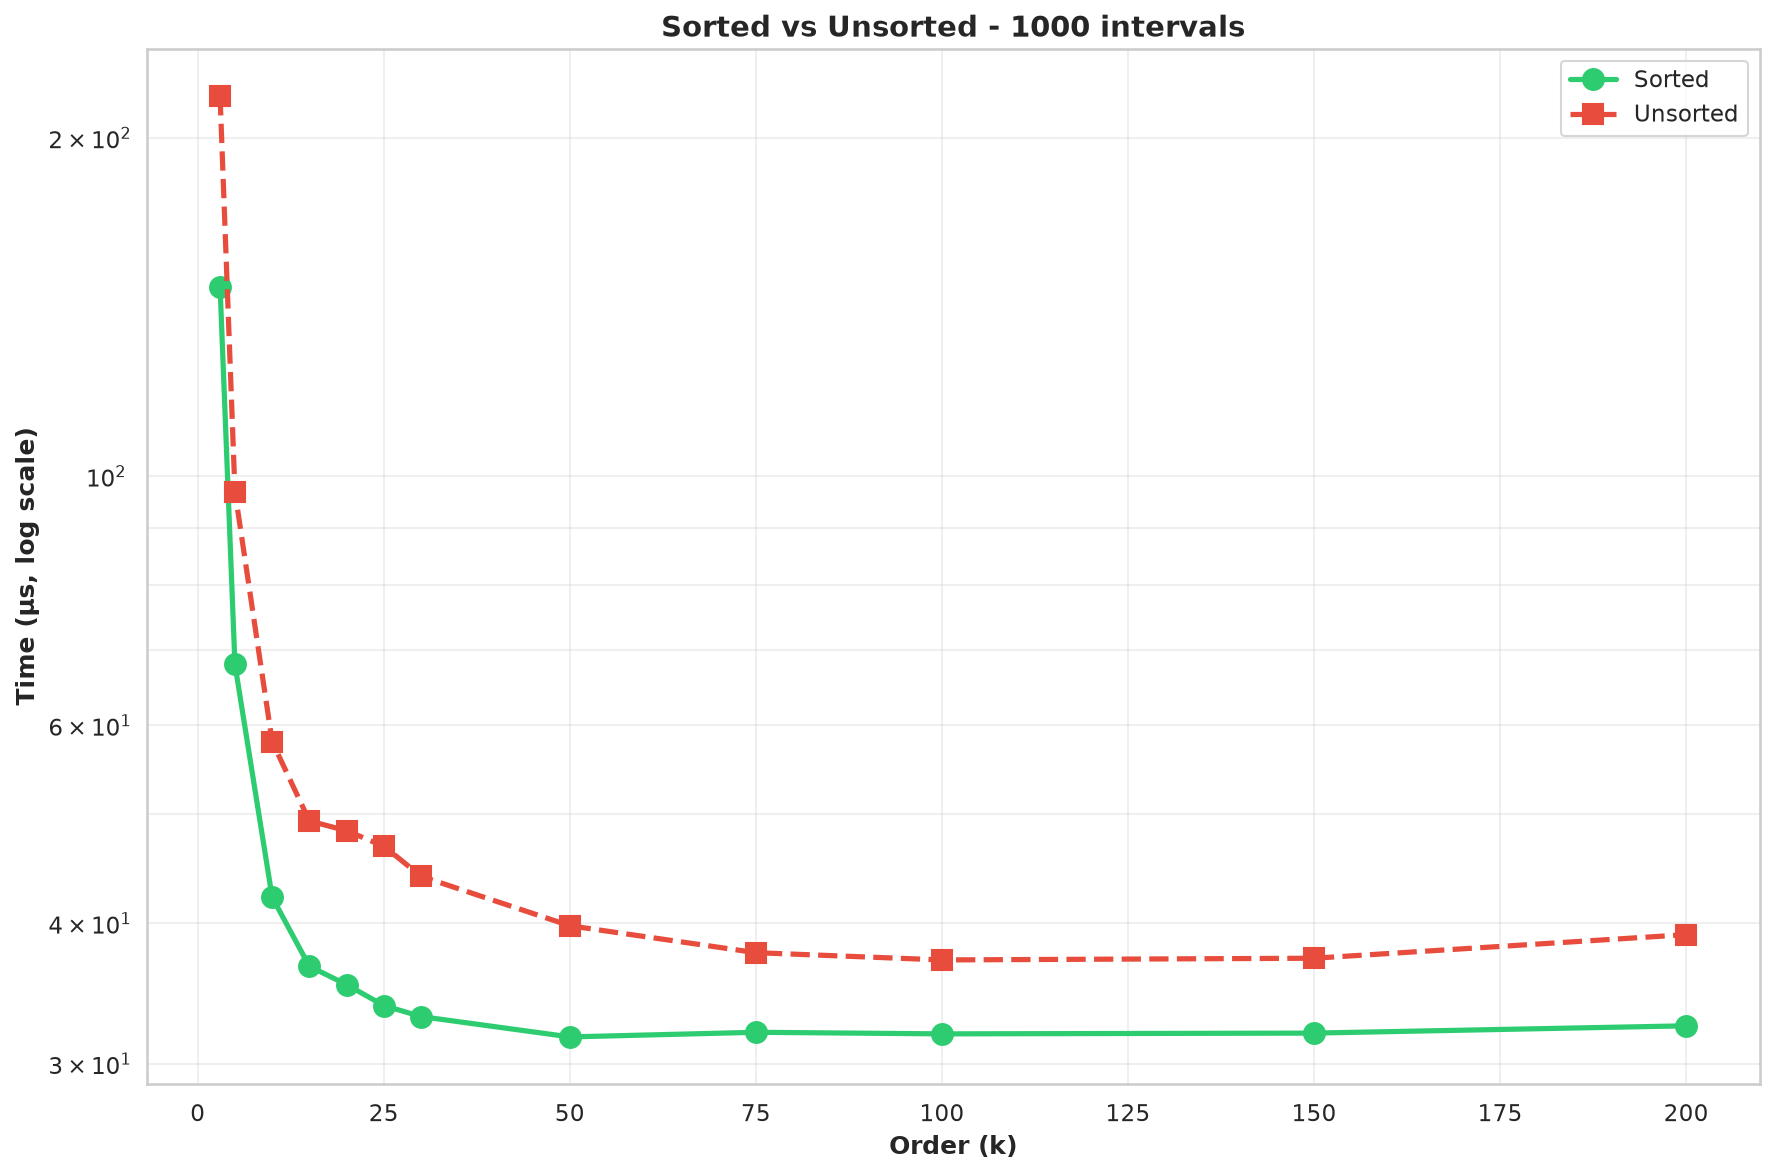 Sorted vs Unsorted - 1000 intervals
Sorted
Unsorted
2 × 10²
10²
6 × 10¹
4 × 10¹
3 × 10¹
Time (µs, log scale)
0 25 50 75 100 125 150 175 200
Order (k)